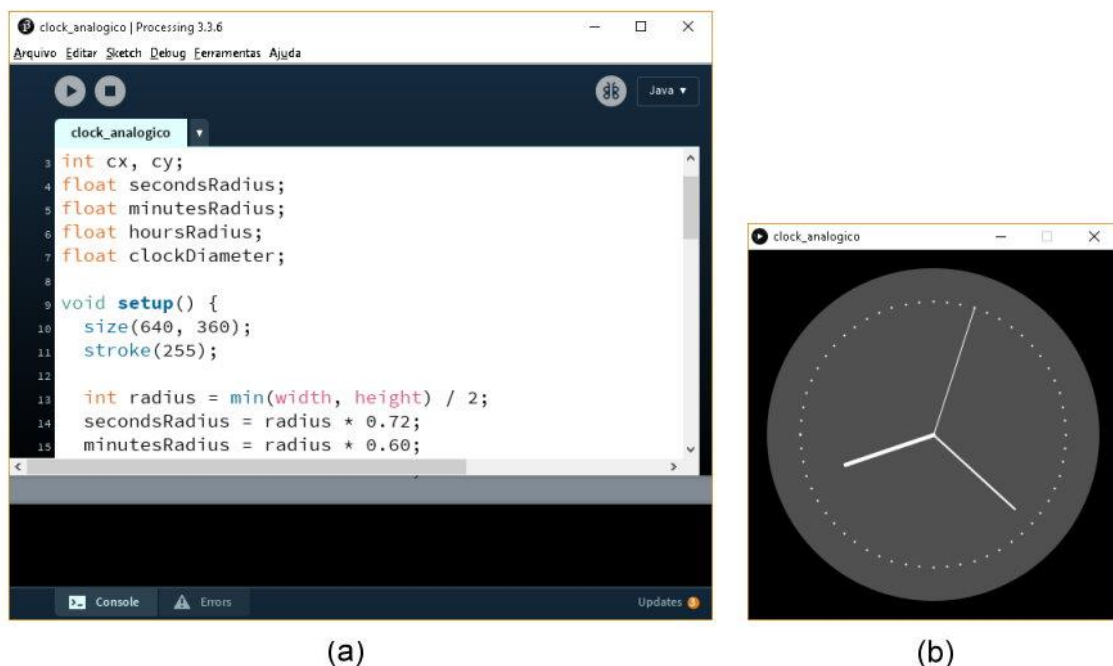 clock_analogico | Processing 3.3.6
Arquivo Editar Sketch Debug Ferramentas Ajuda
Java
clock_analogico
3 int cx, cy;
4 float secondsRadius;
5 float minutesRadius;
6 float hoursRadius;
7 float clockDiameter;
8
9 void setup() {
10 size(640, 360);
11 stroke(255);
12
13 int radius = min(width, height) / 2;
14 secondsRadius = radius * 0.72;
15 minutesRadius = radius * 0.60;
Console Errors Updates 3
(a)
clock_analogico
(b)